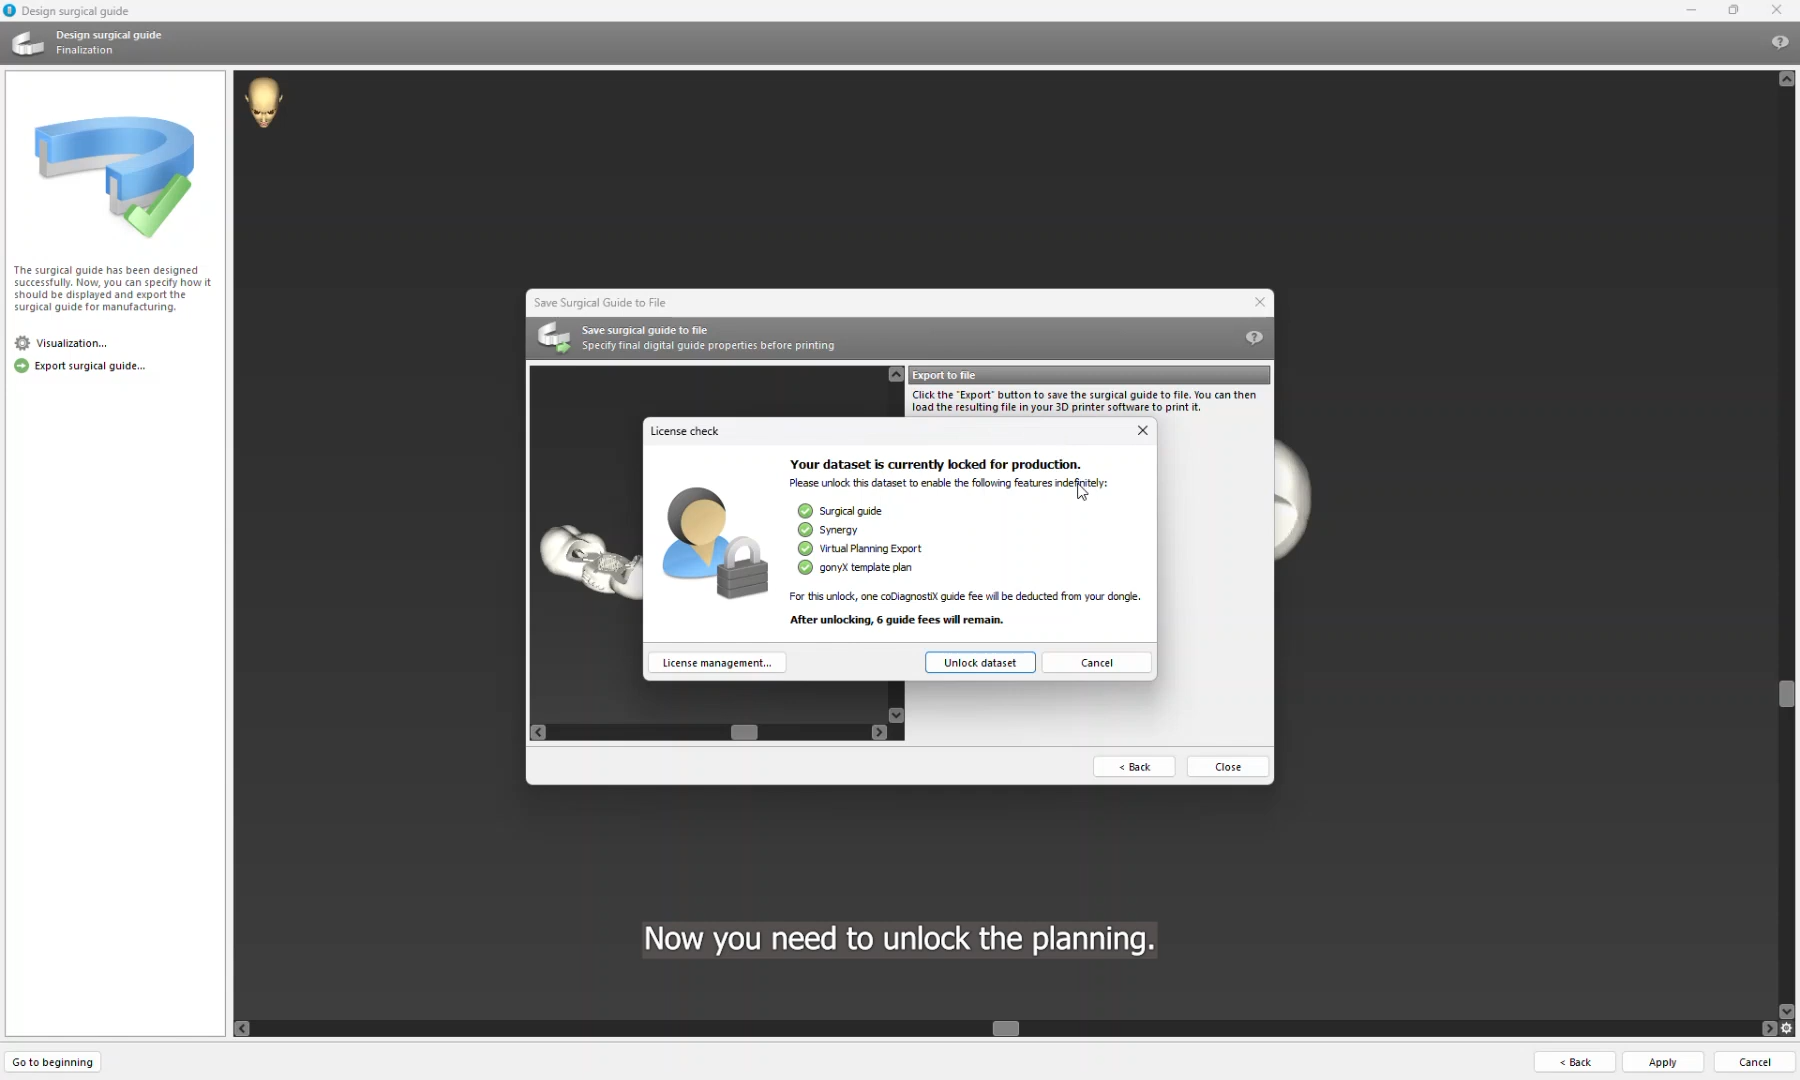 Design surgical guide
Design surgical guide
Finalization
The surgical guide has been designed
successfully. Now, you can specify how it
should be displayed and export the
surgical guide for manufacturing.
Visualization...
Export surgical guide...
Save Surgical Guide to File
Save surgical guide to file
Specify final digital guide properties before printing
Export to file
Click the "Export" button to save the surgical guide to file. You can then
load the resulting file in your 3D printer software to print it.
License check
Your dataset is currently locked for production.
Please unlock this dataset to enable the following features indefinitely:
Surgical guide
Synergy
Virtual Planning Export
gonyX template plan
For this unlock, one coDiagnostiX guide fee will be deducted from your dongle.
After unlocking, 6 guide fees will remain.
License management...
Unlock dataset
Cancel
< Back
Close
Now you need to unlock the planning.
Go to beginning
< Back
Apply
Cancel